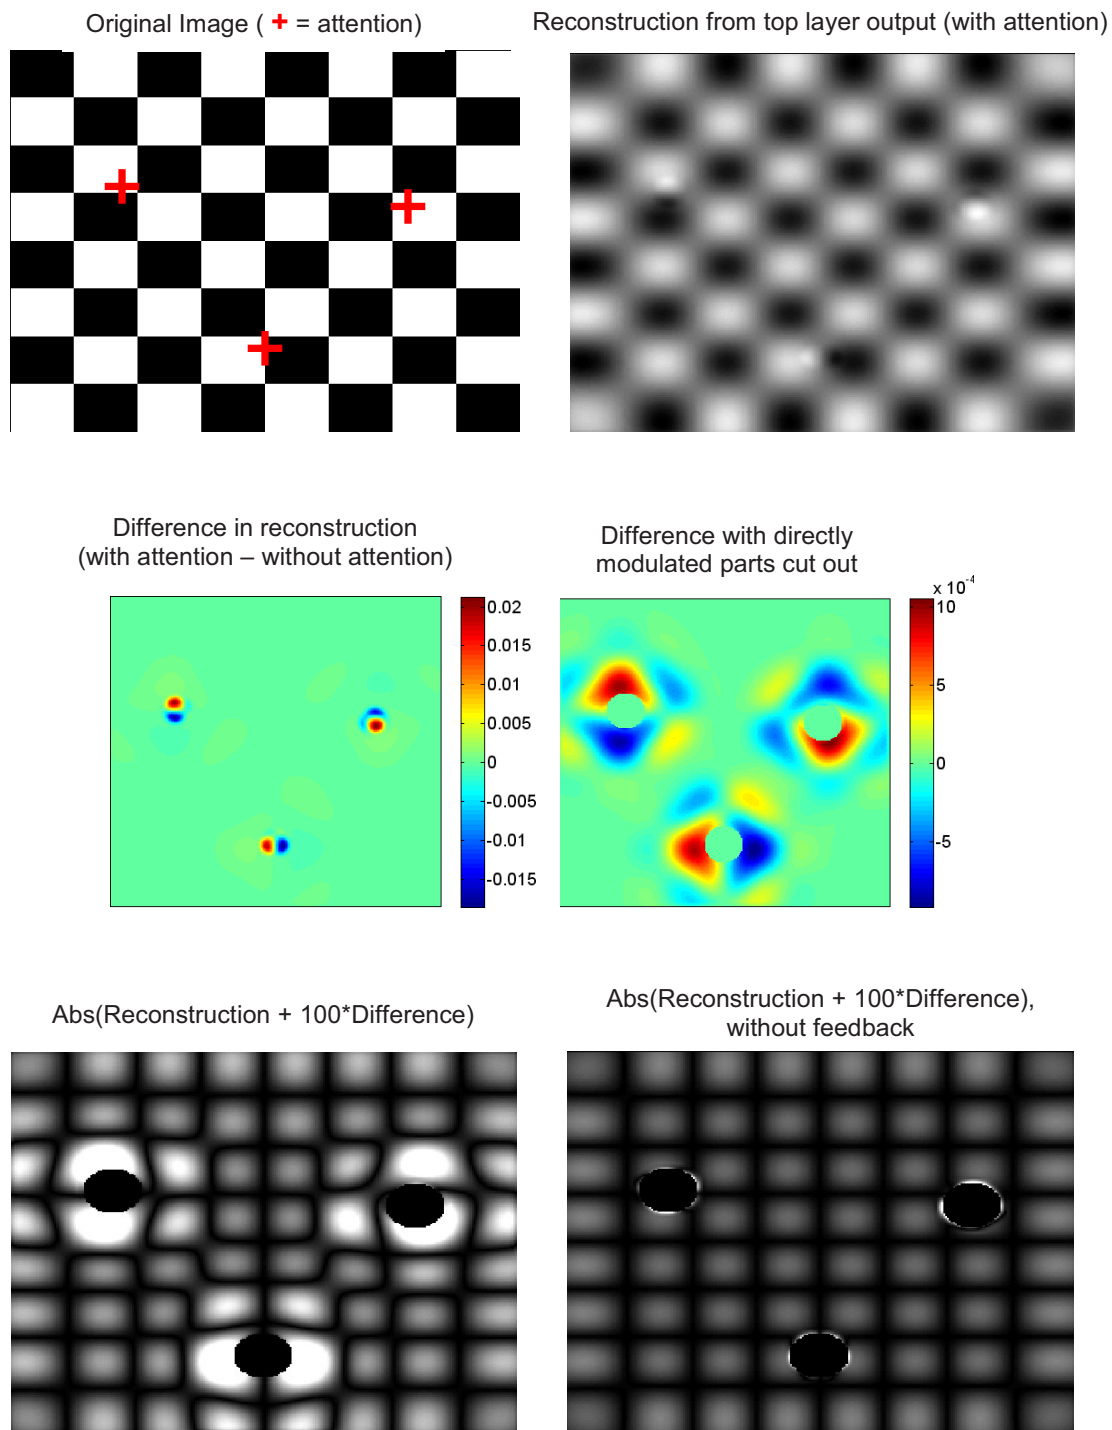 Original Image ( + = attention)
Reconstruction from top layer output (with attention)
Difference in reconstruction
(with attention – without attention)
Difference with directly
modulated parts cut out
0.02
0.015
0.01
0.005
0
-0.005
-0.01
-0.015
x 10⁻⁴
10
5
0
-5
Abs(Reconstruction + 100*Difference)
Abs(Reconstruction + 100*Difference),
without feedback